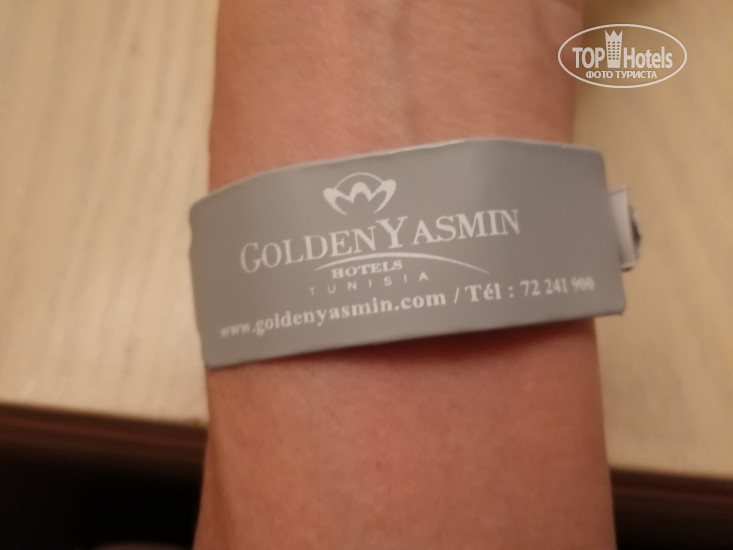 TOP Hotels
ФОТО ТУРИСТА
GOLDEN YASMIN
HOTELS
TUNISIA
www.goldenyasmin.com / Tél : 72 241 900